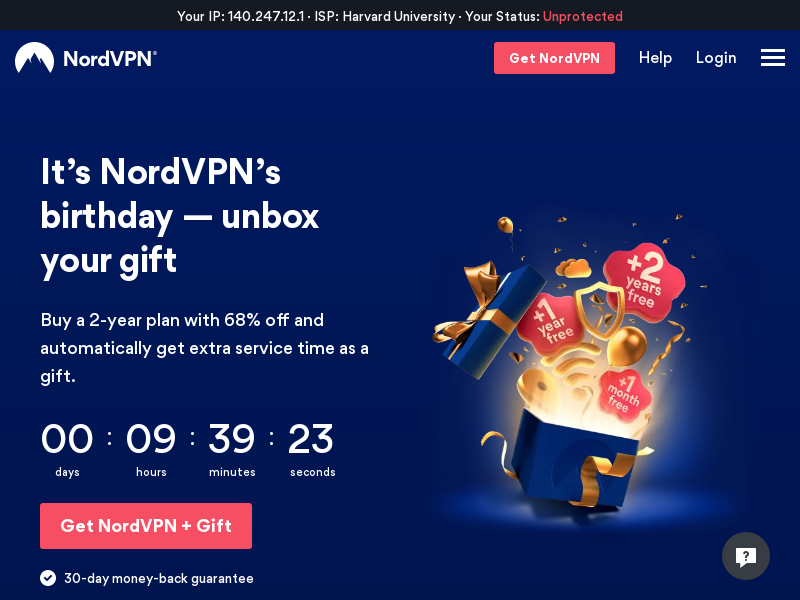 Your IP: 140.247.12.1 · ISP: Harvard University · Your Status: Unprotected
NordVPN®
Get NordVPN
Help
Login
It's NordVPN's
birthday — unbox
your gift
Buy a 2-year plan with 68% off and
automatically get extra service time as a
gift.
00 : 09 : 39 : 23
days hours minutes seconds
Get NordVPN + Gift
30-day money-back guarantee
+2
years
free
+1
year
free
+1
month
free
?